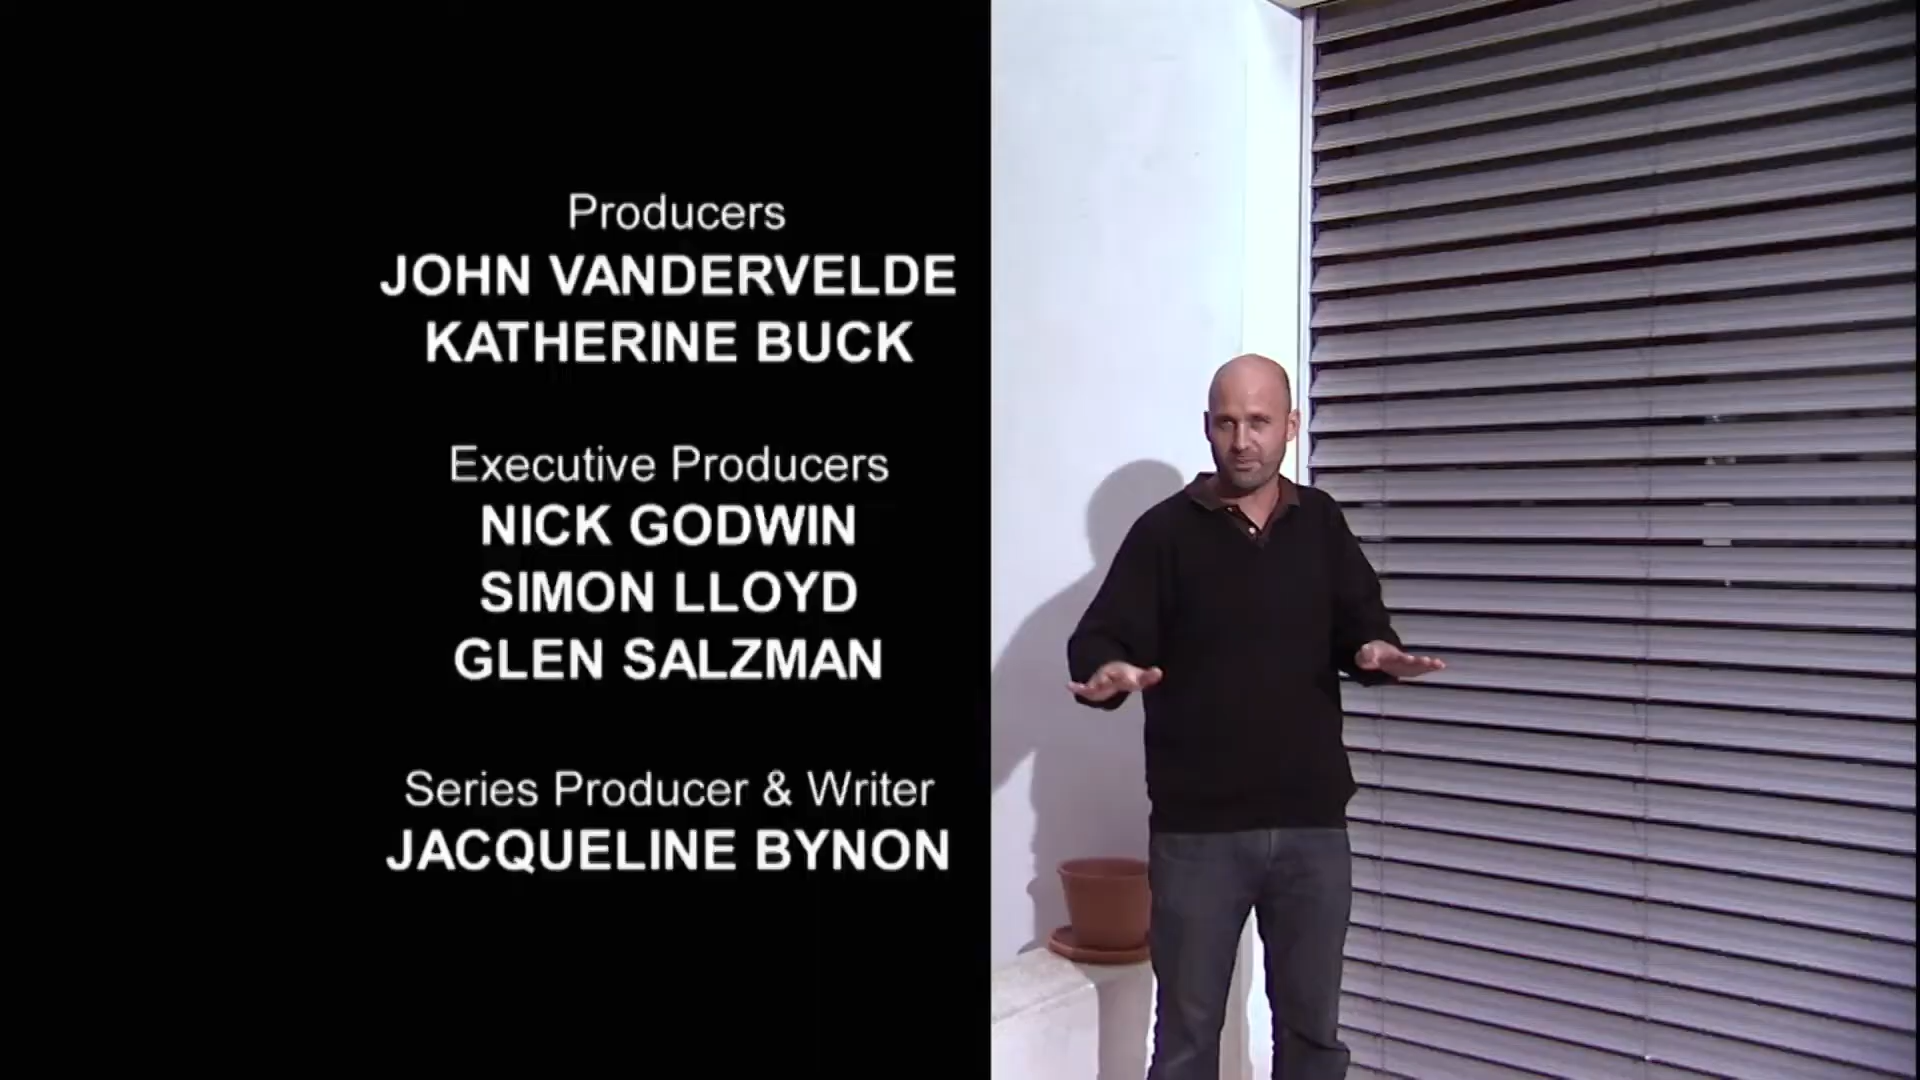 Producers
JOHN VANDERVELDE
KATHERINE BUCK
Executive Producers
NICK GODWIN
SIMON LLOYD
GLEN SALZMAN
Series Producer & Writer
JACQUELINE BYNON